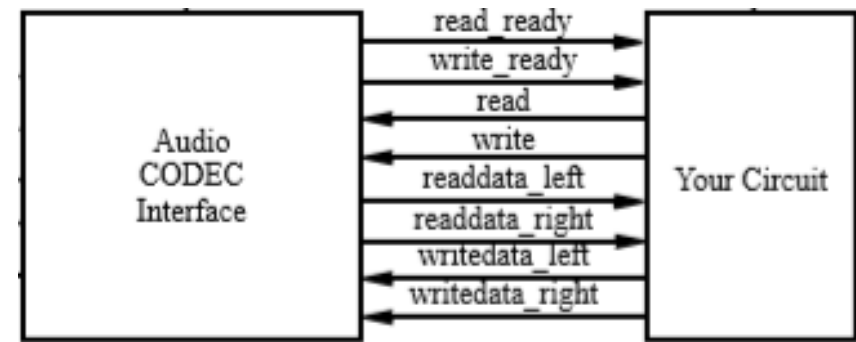 read_ready
write_ready
read
write
readdata_left
readdata_right
writedata_left
writedata_right
Audio
CODEC
Interface
Your Circuit